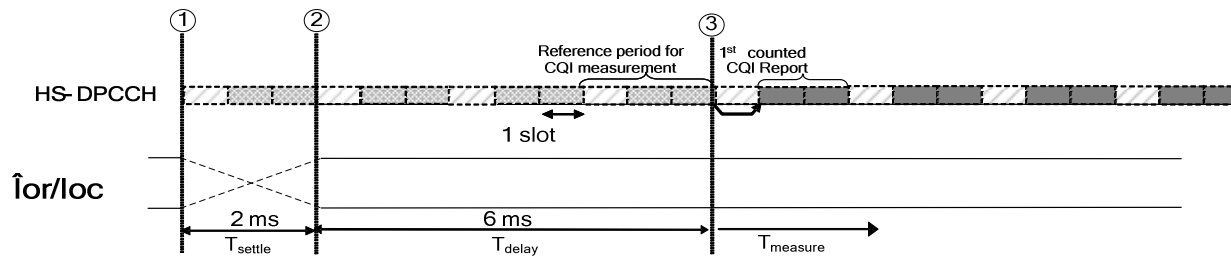 ① ② ③
Reference period for
CQI measurement
1st counted
CQI Report
HS-DPCCH
1 slot
Îor/Ioc
2 ms
6 ms
Tsettle
Tdelay
Tmeasure